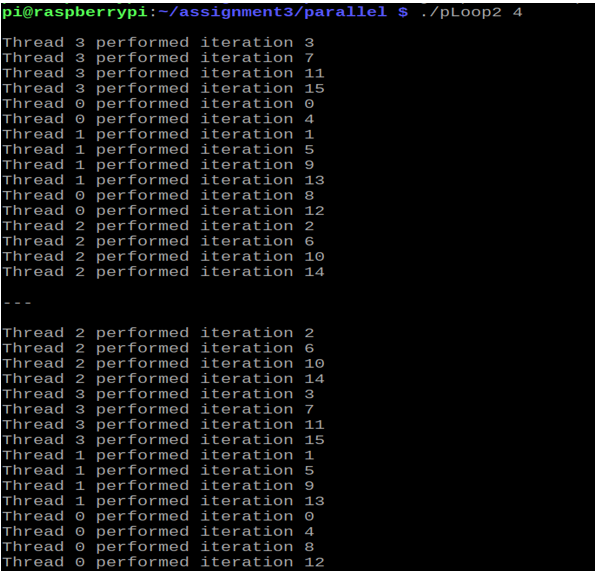 pi@raspberrypi:~/assignment3/parallel $ ./pLoop2 4
Thread 3 performed iteration 3
Thread 3 performed iteration 7
Thread 3 performed iteration 11
Thread 3 performed iteration 15
Thread 0 performed iteration 0
Thread 0 performed iteration 4
Thread 1 performed iteration 1
Thread 1 performed iteration 5
Thread 1 performed iteration 9
Thread 1 performed iteration 13
Thread 0 performed iteration 8
Thread 0 performed iteration 12
Thread 2 performed iteration 2
Thread 2 performed iteration 6
Thread 2 performed iteration 10
Thread 2 performed iteration 14
---
Thread 2 performed iteration 2
Thread 2 performed iteration 6
Thread 2 performed iteration 10
Thread 2 performed iteration 14
Thread 3 performed iteration 3
Thread 3 performed iteration 7
Thread 3 performed iteration 11
Thread 3 performed iteration 15
Thread 1 performed iteration 1
Thread 1 performed iteration 5
Thread 1 performed iteration 9
Thread 1 performed iteration 13
Thread 0 performed iteration 0
Thread 0 performed iteration 4
Thread 0 performed iteration 8
Thread 0 performed iteration 12